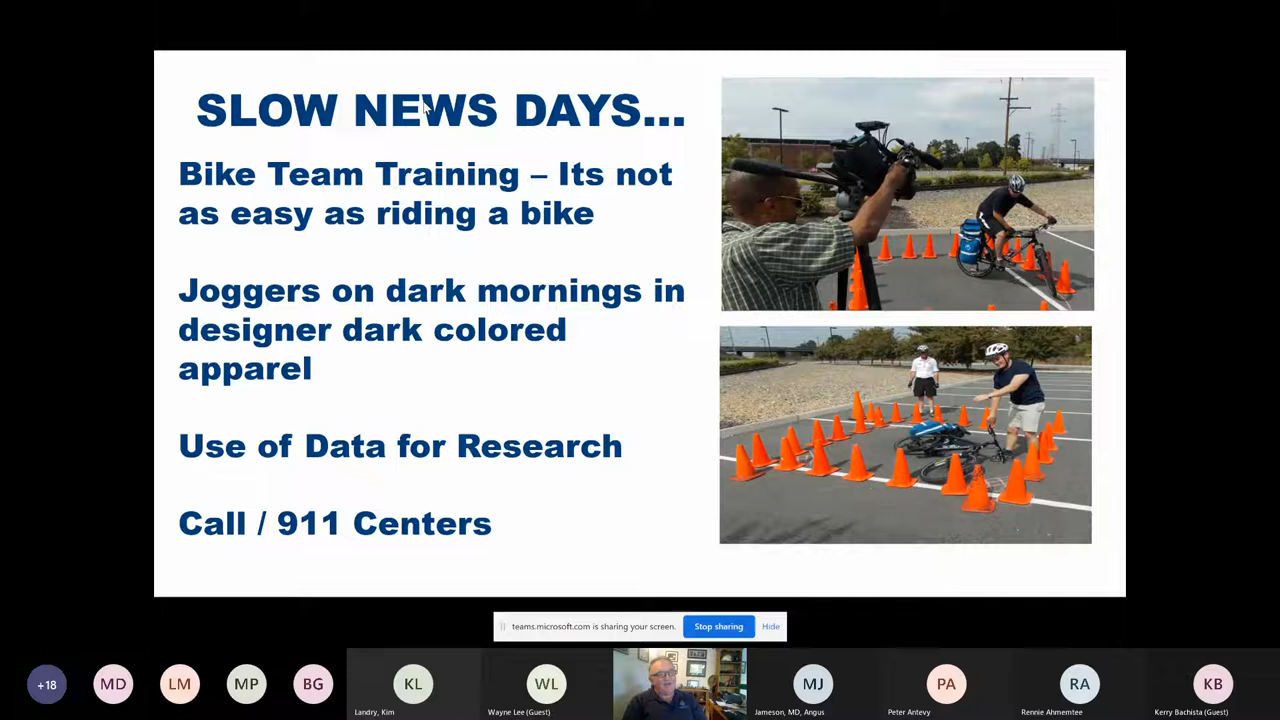 SLOW NEWS DAYS...
Bike Team Training – Its not
as easy as riding a bike
Joggers on dark mornings in
designer dark colored
apparel
Use of Data for Research
Call / 911 Centers
teams.microsoft.com is sharing your screen.
Stop sharing
Hide
+18
MD
LM
MP
BG
KL
Landry, Kim
WL
Wayne Lee (Guest)
MJ
Jameson, MD, Angus
PA
Peter Antevy
RA
Rennie Ahmemtee
KB
Kerry Bachista (Guest)